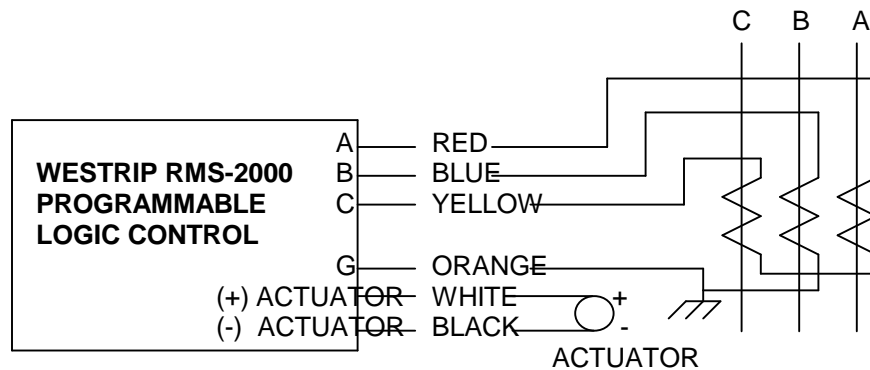 C B A
A RED
B BLUE
C YELLOW
WESTRIP RMS-2000
PROGRAMMABLE
LOGIC CONTROL
G ORANGE
(+) ACTUATOR WHITE +
(-) ACTUATOR BLACK -
ACTUATOR